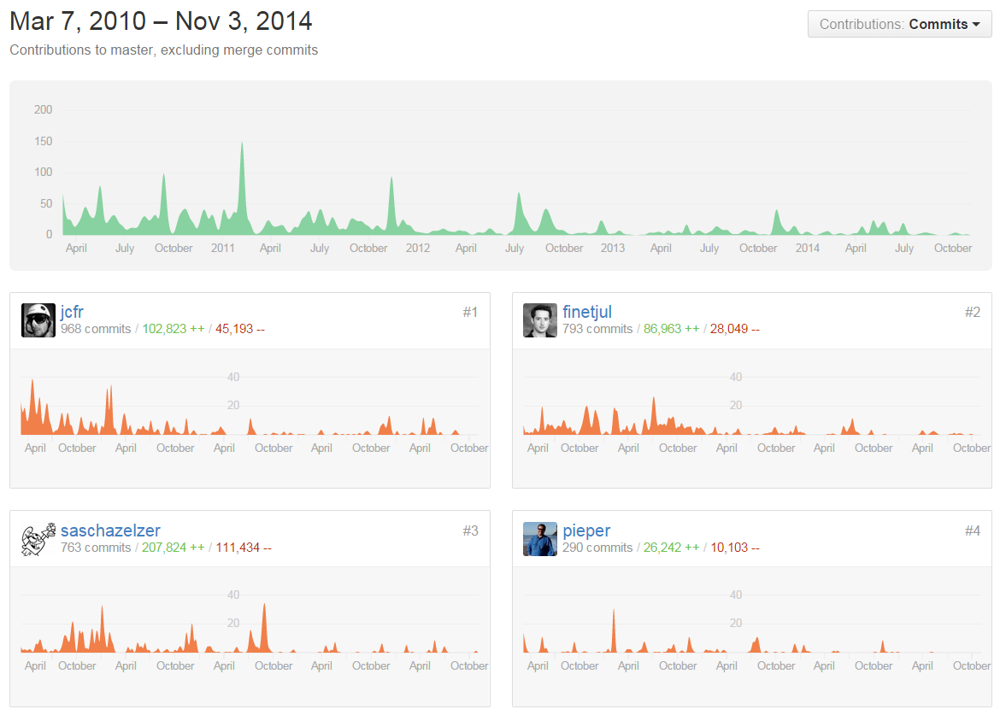 Mar 7, 2010 – Nov 3, 2014
Contributions: Commits
Contributions to master, excluding merge commits
200
150
100
50
0
April July October 2011 April July October 2012 April July October 2013 April July October 2014 April July October
jcfr #1
968 commits / 102,823 ++ / 45,193 --
40
20
April October April October April October April October April October
finetjul #2
793 commits / 86,963 ++ / 28,049 --
40
20
April October April October April October April October April October
saschazelzer #3
763 commits / 207,824 ++ / 111,434 --
40
20
April October April October April October April October April October
pieper #4
290 commits / 26,242 ++ / 10,103 --
40
20
April October April October April October April October April October